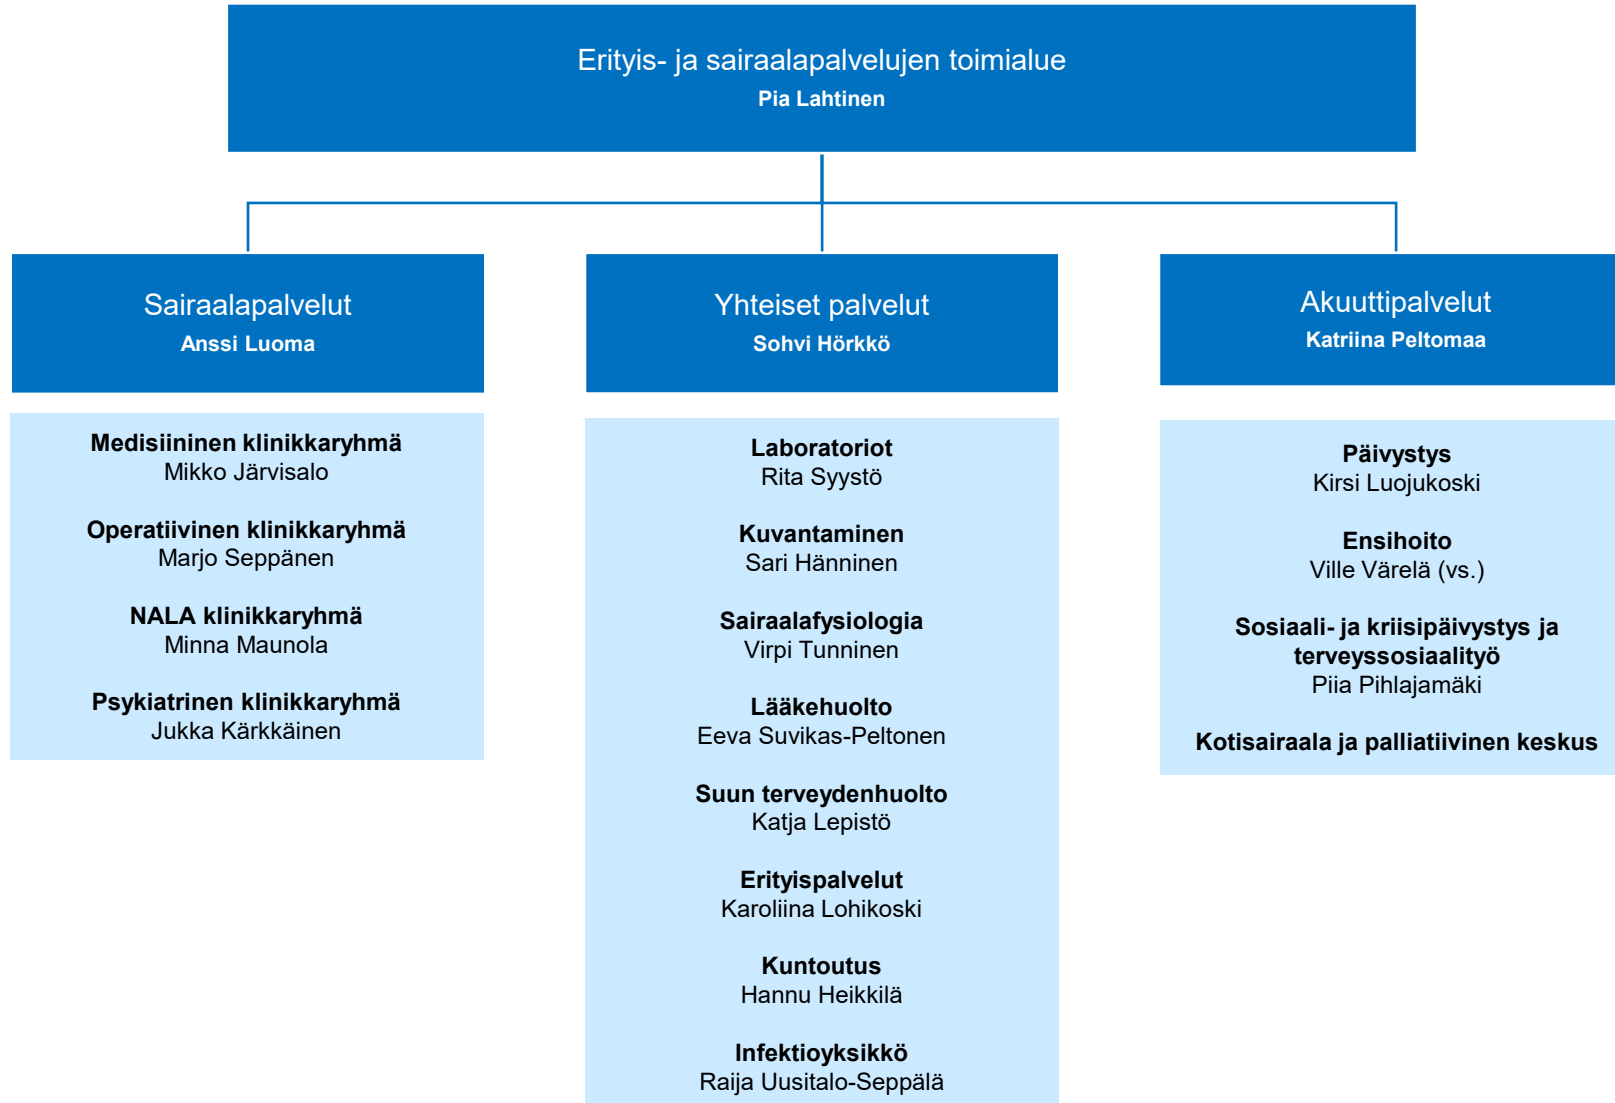 Erityis- ja sairaalapalvelujen toimialue
Pia Lahtinen
Sairaalapalvelut
Anssi Luoma
Medisiininen klinikkaryhmä
Mikko Järvisalo
Operatiivinen klinikkaryhmä
Marjo Seppänen
NALA klinikkaryhmä
Minna Maunola
Psykiatrinen klinikkaryhmä
Jukka Kärkkäinen
Yhteiset palvelut
Sohvi Hörkkö
Laboratoriot
Rita Syystö
Kuvantaminen
Sari Hänninen
Sairaalafysiologia
Virpi Tunninen
Lääkehuolto
Eeva Suvikas-Peltonen
Suun terveydenhuolto
Katja Lepistö
Erityispalvelut
Karoliina Lohikoski
Kuntoutus
Hannu Heikkilä
Infektioyksikkö
Raija Uusitalo-Seppälä
Akuuttipalvelut
Katriina Peltomaa
Päivystys
Kirsi Luojukoski
Ensihoito
Ville Värelä (vs.)
Sosiaali- ja kriisipäivystys ja
terveyssosiaalityö
Piia Pihlajamäki
Kotisairaala ja palliatiivinen keskus